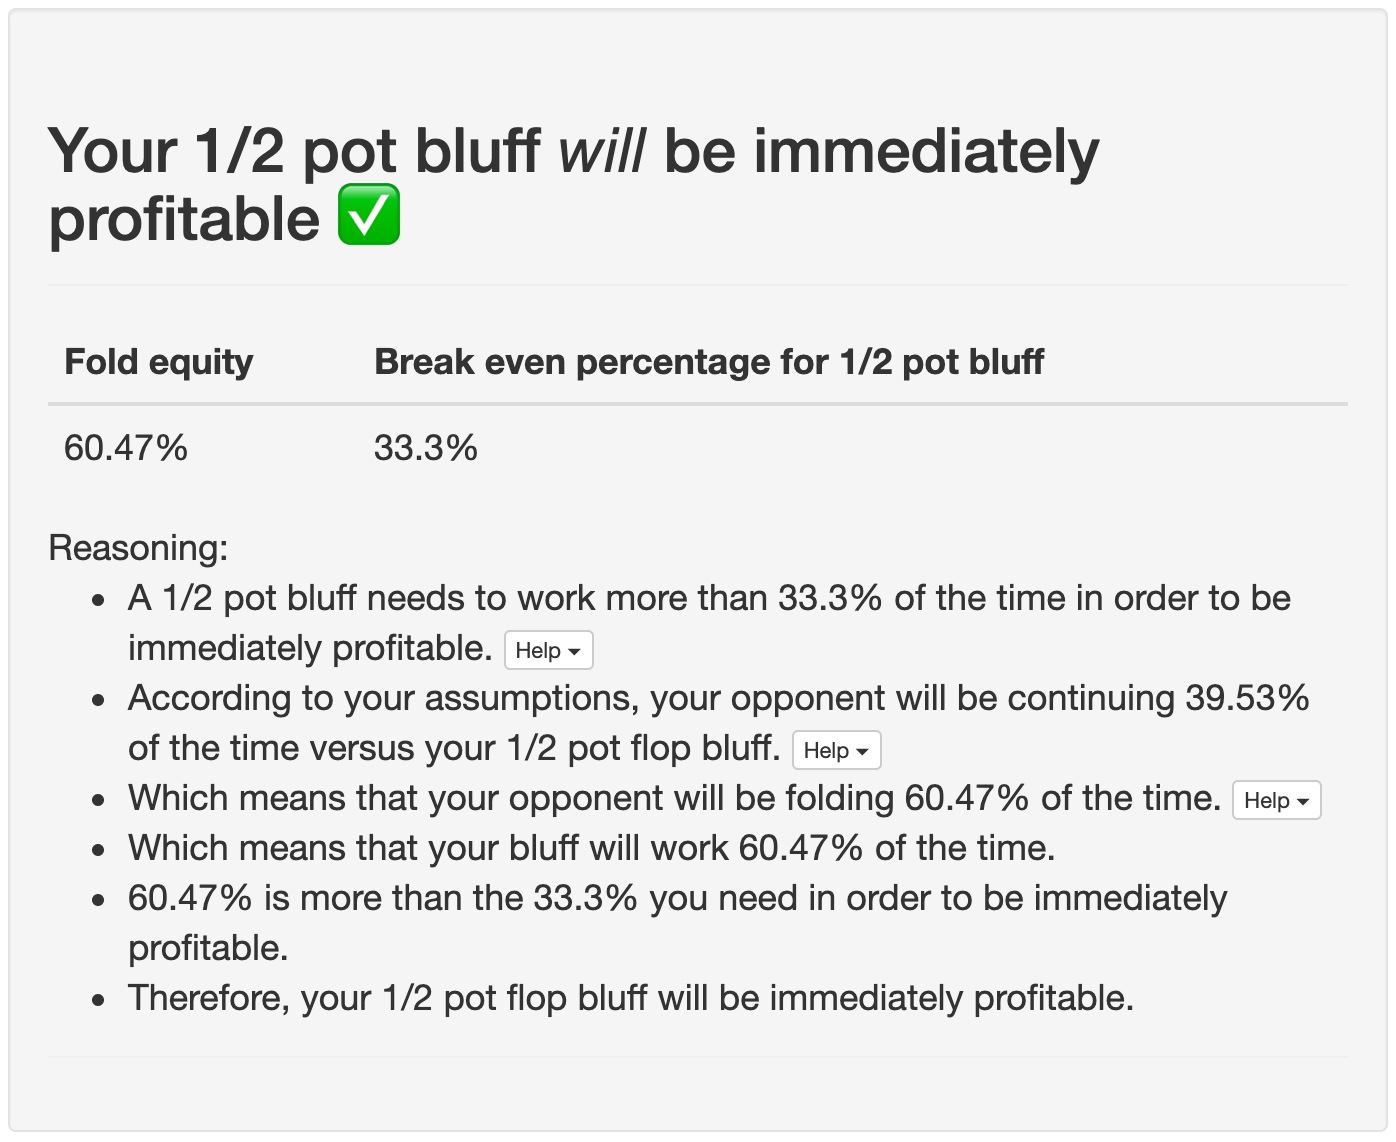 Your 1/2 pot bluff will be immediately
profitable ✅
Fold equity Break even percentage for 1/2 pot bluff
60.47% 33.3%
Reasoning:
• A 1/2 pot bluff needs to work more than 33.3% of the time in order to be
immediately profitable. Help
• According to your assumptions, your opponent will be continuing 39.53%
of the time versus your 1/2 pot flop bluff. Help
• Which means that your opponent will be folding 60.47% of the time. Help
• Which means that your bluff will work 60.47% of the time.
• 60.47% is more than the 33.3% you need in order to be immediately
profitable.
• Therefore, your 1/2 pot flop bluff will be immediately profitable.